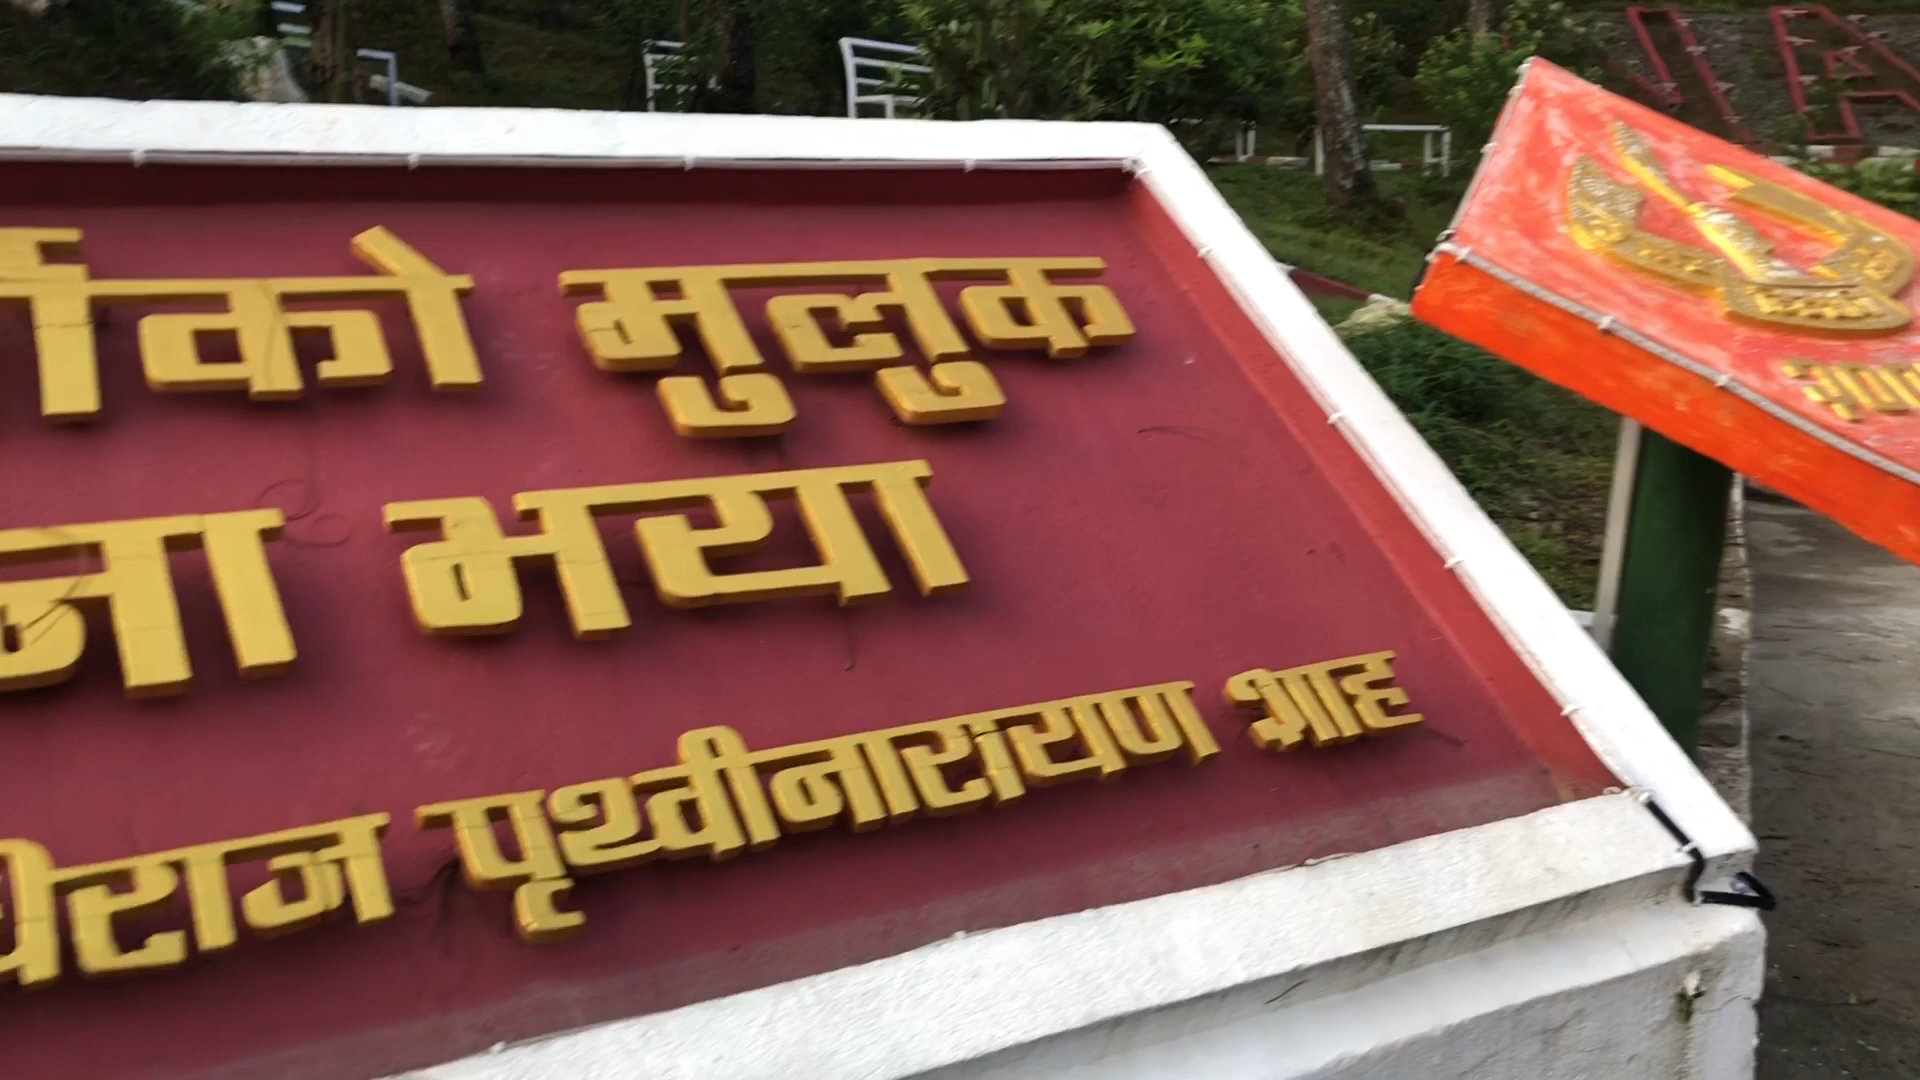 को मुलुक
ना भया
धिराज पृथ्वीनारायण शाह